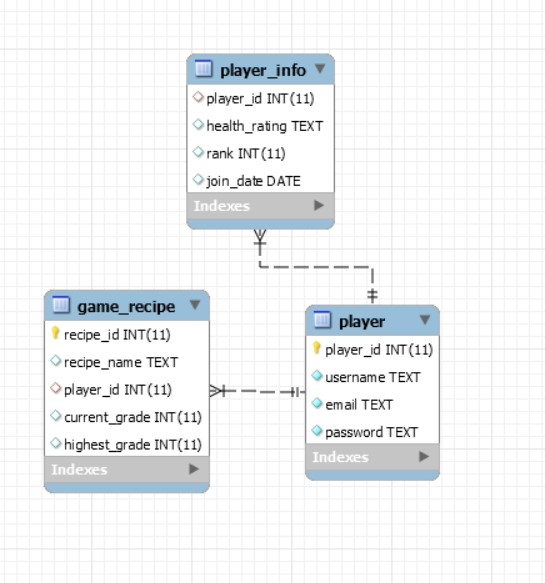 player_info
player_id INT(11)
health_rating TEXT
rank INT(11)
join_date DATE
Indexes
game_recipe
recipe_id INT(11)
recipe_name TEXT
player_id INT(11)
current_grade INT(11)
highest_grade INT(11)
Indexes
player
player_id INT(11)
username TEXT
email TEXT
password TEXT
Indexes